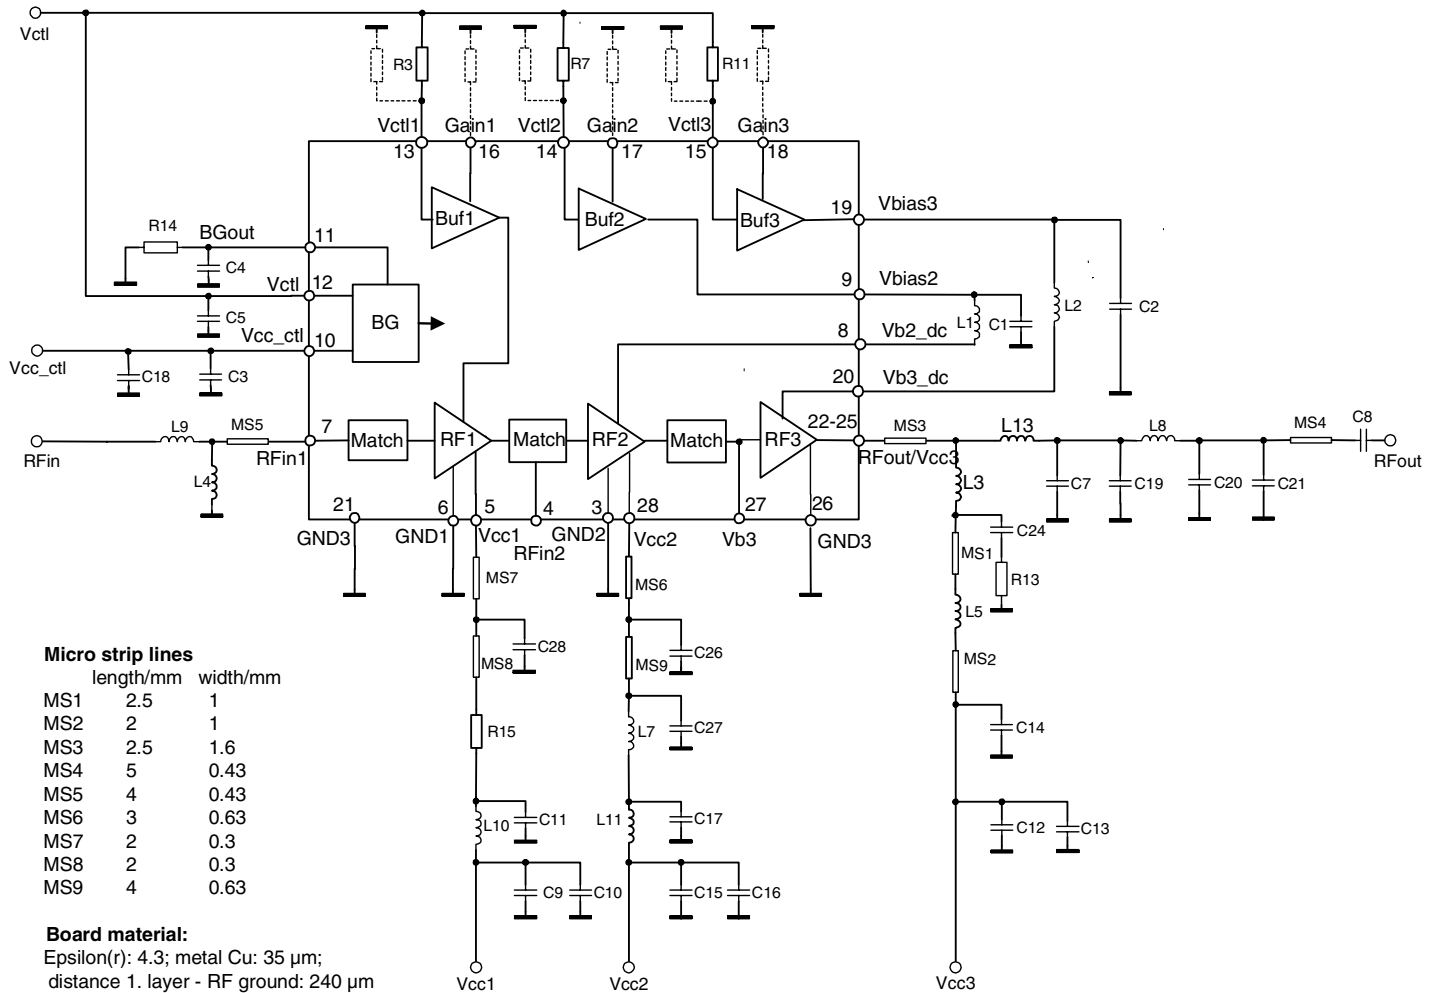 Vctl
R3
R7
R11
Vctl1
Gain1
Vctl2
Gain2
Vctl3
Gain3
13
16
14
17
15
18
Buf1
Buf2
Buf3
19
Vbias3
R14
BGout
11
C4
Vctl
12
C5
BG
Vcc_ctl
10
Vcc_ctl
C18
C3
9
Vbias2
L1
C1
L2
C2
8
Vb2_dc
20
Vb3_dc
L9
MS5
7
RFin
RFin1
L4
Match
RF1
Match
RF2
Match
RF3
22-25
MS3
RFout/Vcc3
L13
L8
MS4
C8
RFout
L3
C7
C19
C20
C21
21
6
5
4
3
28
27
26
GND3
GND1
Vcc1
RFin2
GND2
Vcc2
Vb3
GND3
C24
MS1
R13
L5
MS2
C14
C12
C13
Vcc3
MS7
C28
MS8
R15
L10
C11
C9
C10
Vcc1
MS6
C26
MS9
L7
C27
L11
C17
C15
C16
Vcc2
Micro strip lines
length/mm width/mm
MS1 2.5 1
MS2 2 1
MS3 2.5 1.6
MS4 5 0.43
MS5 4 0.43
MS6 3 0.63
MS7 2 0.3
MS8 2 0.3
MS9 4 0.63
Board material:
Epsilon(r): 4.3; metal Cu: 35 µm;
distance 1. layer - RF ground: 240 µm